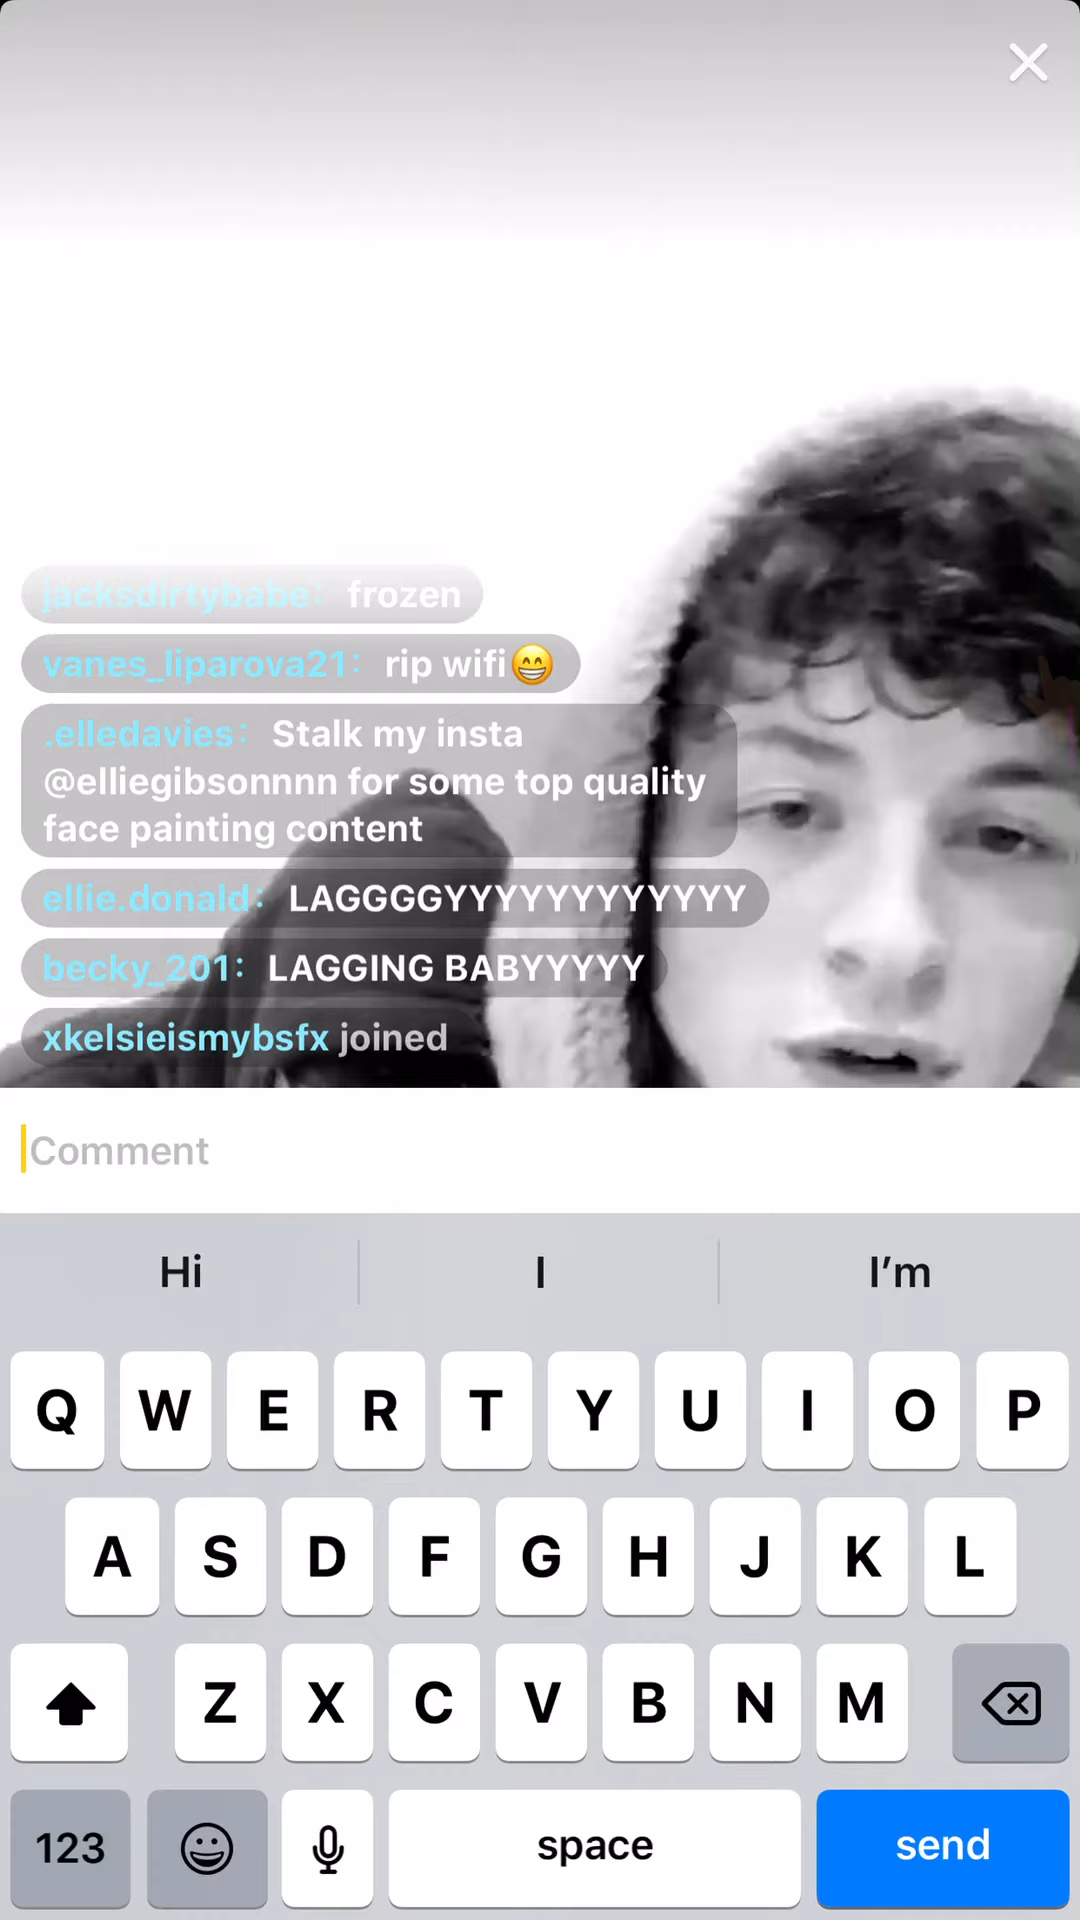 jacksdirtybabe: frozen
vanes_liparova21: rip wifi😁
.elledavies: Stalk my insta
@elliegibsonnnn for some top quality
face painting content
ellie.donald: LAGGGGYYYYYYYYYYYY
becky_201: LAGGING BABYYYYY
xkelsieismybsfx joined
Comment
Hi I I'm
Q W E R T Y U I O P
A S D F G H J K L
Z X C V B N M
123 space send